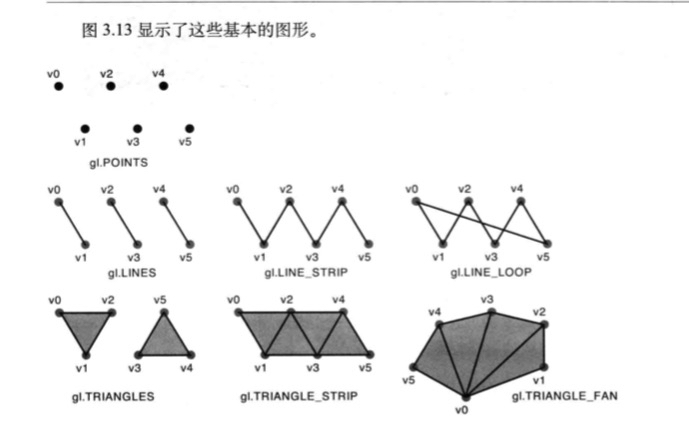 图 3.13 显示了这些基本的图形。
v0 v2 v4
v1 v3 v5
gl.POINTS
v0 v2 v4 v0 v2 v4 v0 v2 v4
v1 v3 v5 v1 v3 v5 v1 v3 v5
gl.LINES gl.LINE_STRIP gl.LINE_LOOP
v0 v2 v5 v0 v2 v4 v4 v3 v2
v1 v3 v4 v1 v3 v5 v5 v1
gl.TRIANGLES gl.TRIANGLE_STRIP gl.TRIANGLE_FAN
v0